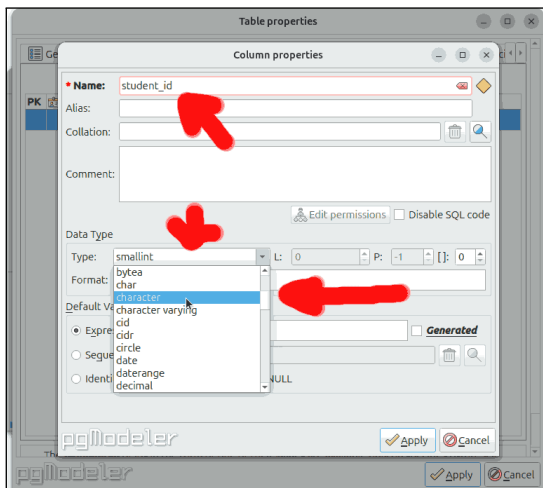 Table properties
Ge
ci
Column properties
* Name: student_id
PK
Alias:
Collation:
Comment:
Edit permissions Disable SQL code
Data Type
Type: smallint L: 0 P: -1 []: 0
bytea
Format:
char
character
Default Va
character varying
Expre
cid
Generated
cidr
Seque
circle
date
Identi
NULL
daterange
decimal
pgModeler
Apply Cancel
pgModeler
Apply Cancel